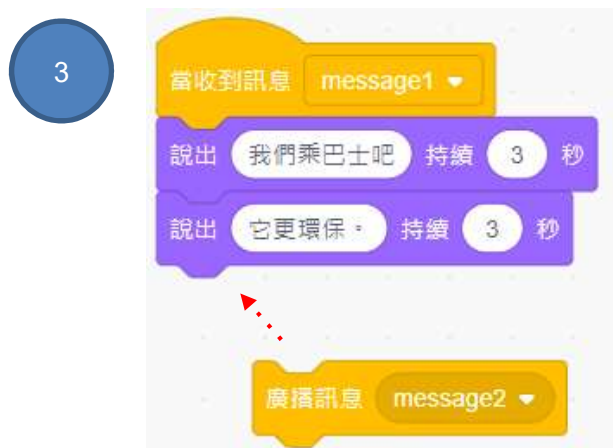 3
當收到訊息 message1
說出 我們乘巴士吧 持續 3 秒
說出 它更環保。 持續 3 秒
廣播訊息 message2